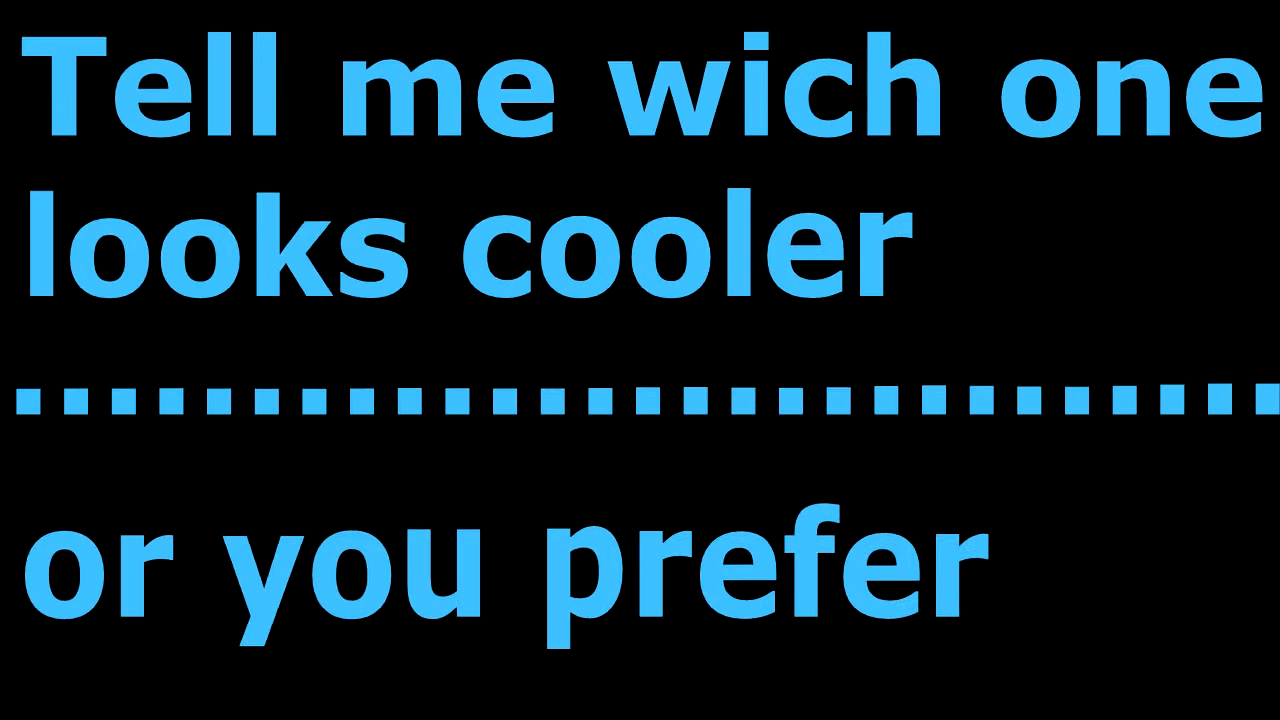 Tell me wich one
looks cooler
...........................
or you prefer